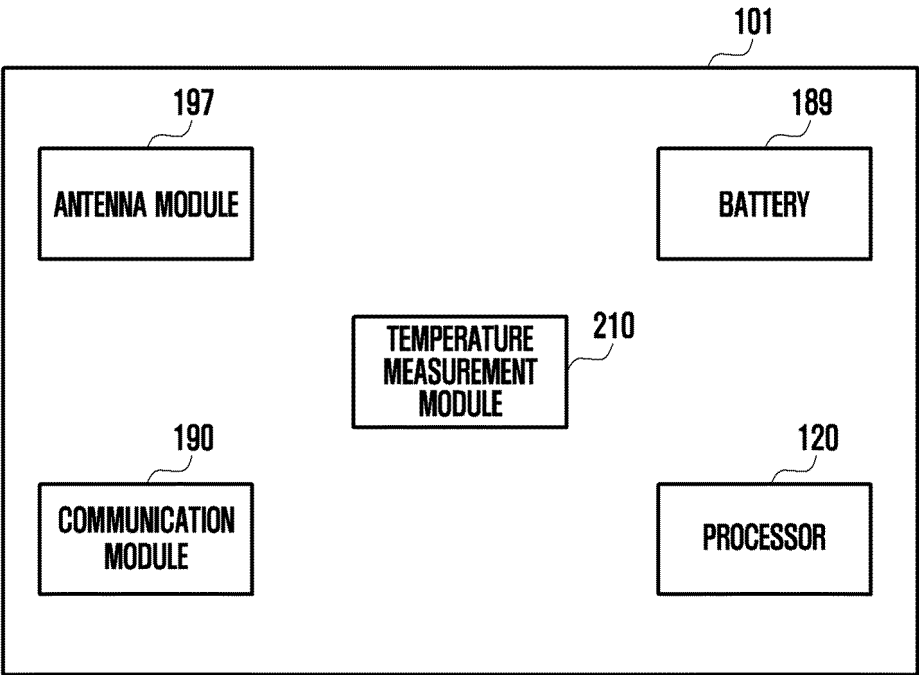 101
197
ANTENNA MODULE
189
BATTERY
210
TEMPERATURE
MEASUREMENT
MODULE
190
COMMUNICATION
MODULE
120
PROCESSOR